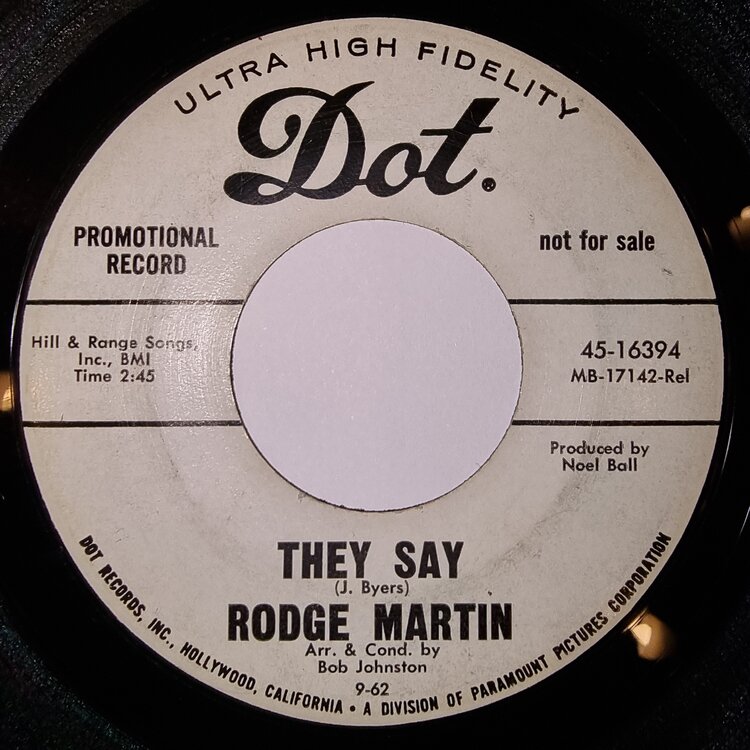 ULTRA HIGH FIDELITY
Dot.
PROMOTIONAL
RECORD
not for sale
Hill & Range Songs,
Inc., BMI
Time 2:45
45-16394
MB-17142-Rel
Produced by
Noel Ball
THEY SAY
(J. Byers)
RODGE MARTIN
Arr. & Cond. by
Bob Johnston
9-62
DOT RECORDS, INC., HOLLYWOOD, CALIFORNIA • A DIVISION OF PARAMOUNT PICTURES CORPORATION